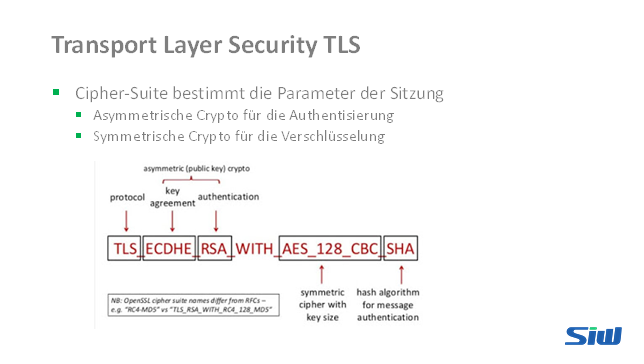 Transport Layer Security TLS
Cipher-Suite bestimmt die Parameter der Sitzung
Asymmetrische Crypto für die Authentisierung
Symmetrische Crypto für die Verschlüsselung
asymmetric (public key) crypto
protocol
key
agreement
authentication
TLS_ECDHE_RSA_WITH_AES_128_CBC_SHA
symmetric
cipher with
key size
hash algorithm
for message
authentication
NB: OpenSSL cipher suite names differ from RFCs –
e.g. "RC4-MD5" vs "TLS_RSA_WITH_RC4_128_MD5"
SIW